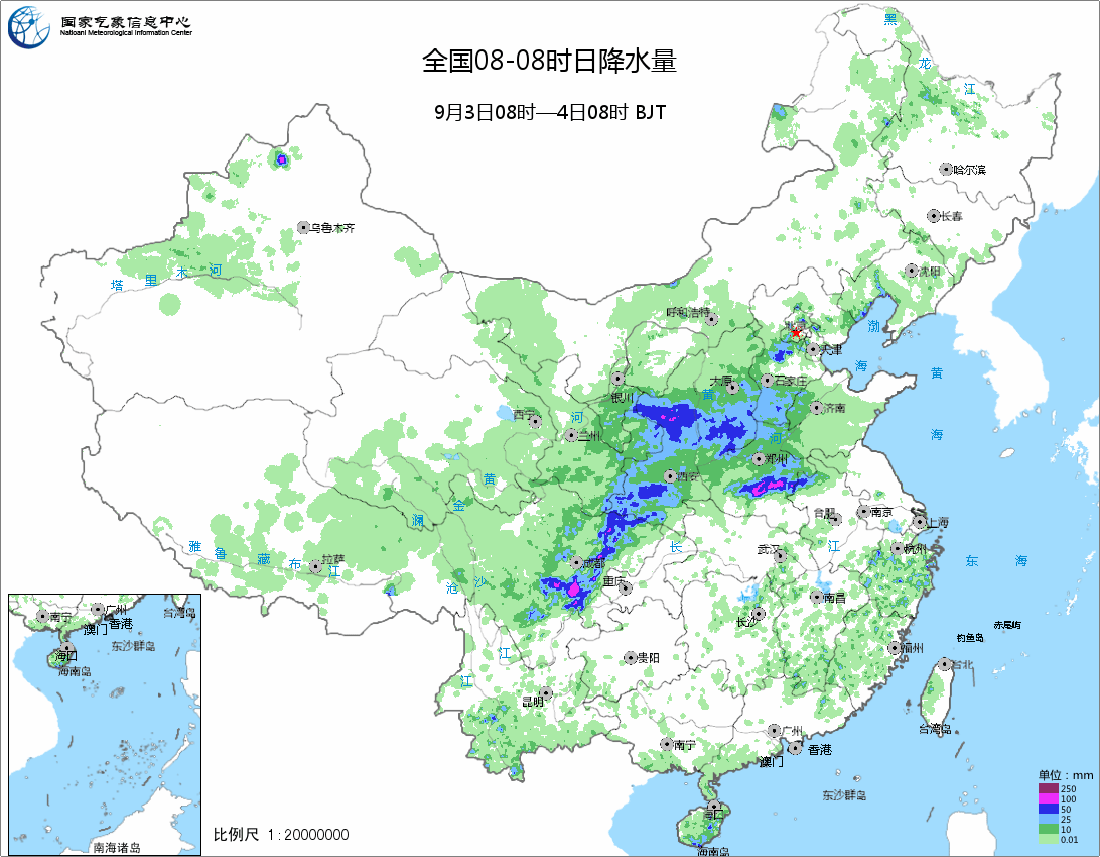 国家气象信息中心
Natioanl Meteorological Information Center
全国08-08时日降水量
9月3日08时—4日08时 BJT
黑
龙
江
哈尔滨
长春
乌鲁木齐
沈阳
塔 里 木 河
呼和浩特
北京
渤
天津
海
黄
太原
石家庄
银川
黄
济南
西宁
河
兰州
河
海
郑州
西安
黄
金
澜
合肥
南京
上海
雅 鲁 藏 布 江
拉萨
长
武汉
江
杭州
东 海
成都
沧 沙
重庆
南昌
长沙
赤尾屿
钓鱼岛
江
贵阳
福州
台北
江
昆明
台湾岛
南宁
广州
香港
澳门
东沙群岛
海口
海南岛
南宁
广州
台湾岛
澳门
香港
东沙群岛
海口
海南岛
南海诸岛
比例尺 1:20000000
单位：mm
250
100
50
25
10
0.01